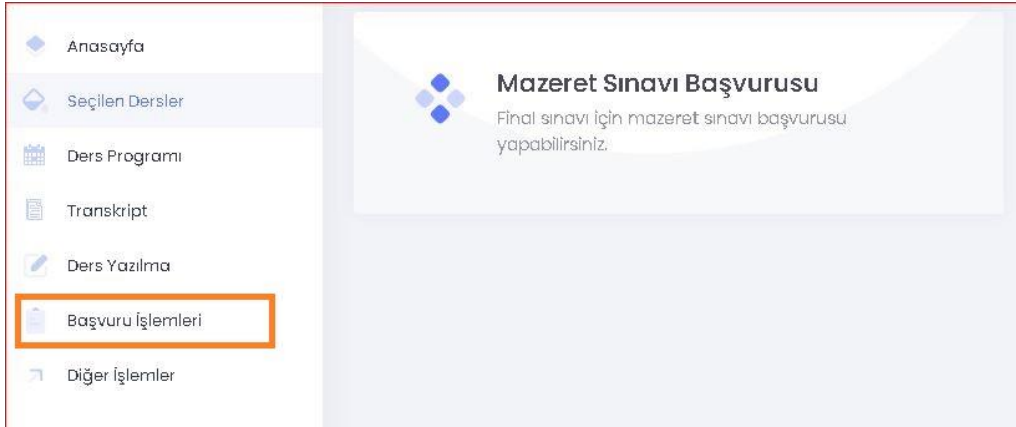 Anasayfa
Seçilen Dersler
Ders Programı
Transkript
Ders Yazılma
Başvuru İşlemleri
Diğer İşlemler
Mazeret Sınavı Başvurusu
Final sınavı için mazeret sınavı başvurusu
yapabilirsiniz.